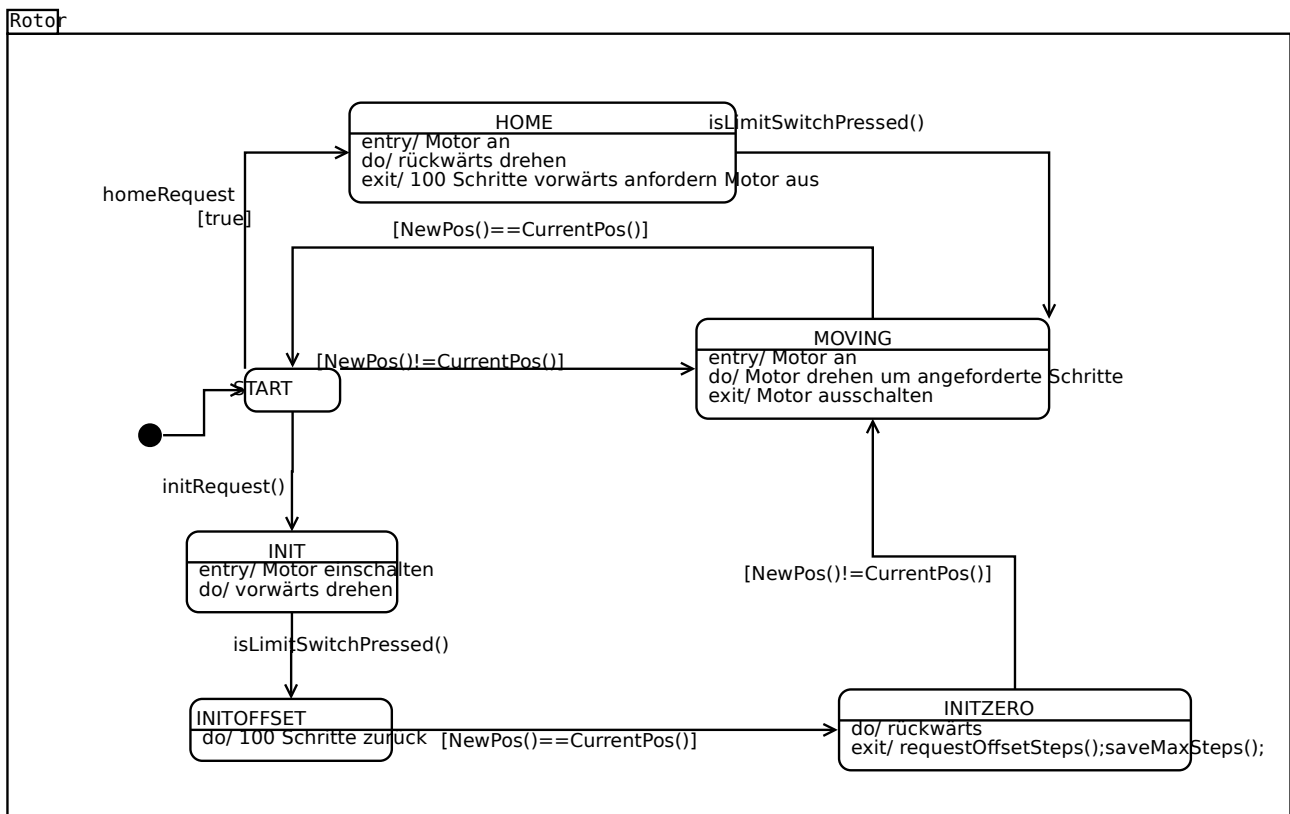 Rotor
HOME
entry/ Motor an
do/ rückwärts drehen
exit/ 100 Schritte vorwärts anfordern Motor aus
isLimitSwitchPressed()
homeRequest
[true]
[NewPos()==CurrentPos()]
MOVING
entry/ Motor an
do/ Motor drehen um angeforderte Schritte
exit/ Motor ausschalten
[NewPos()!=CurrentPos()]
START
initRequest()
INIT
entry/ Motor einschalten
do/ vorwärts drehen
[NewPos()!=CurrentPos()]
isLimitSwitchPressed()
INITOFFSET
do/ 100 Schritte zurück
[NewPos()==CurrentPos()]
INITZERO
do/ rückwärts
exit/ requestOffsetSteps();saveMaxSteps();